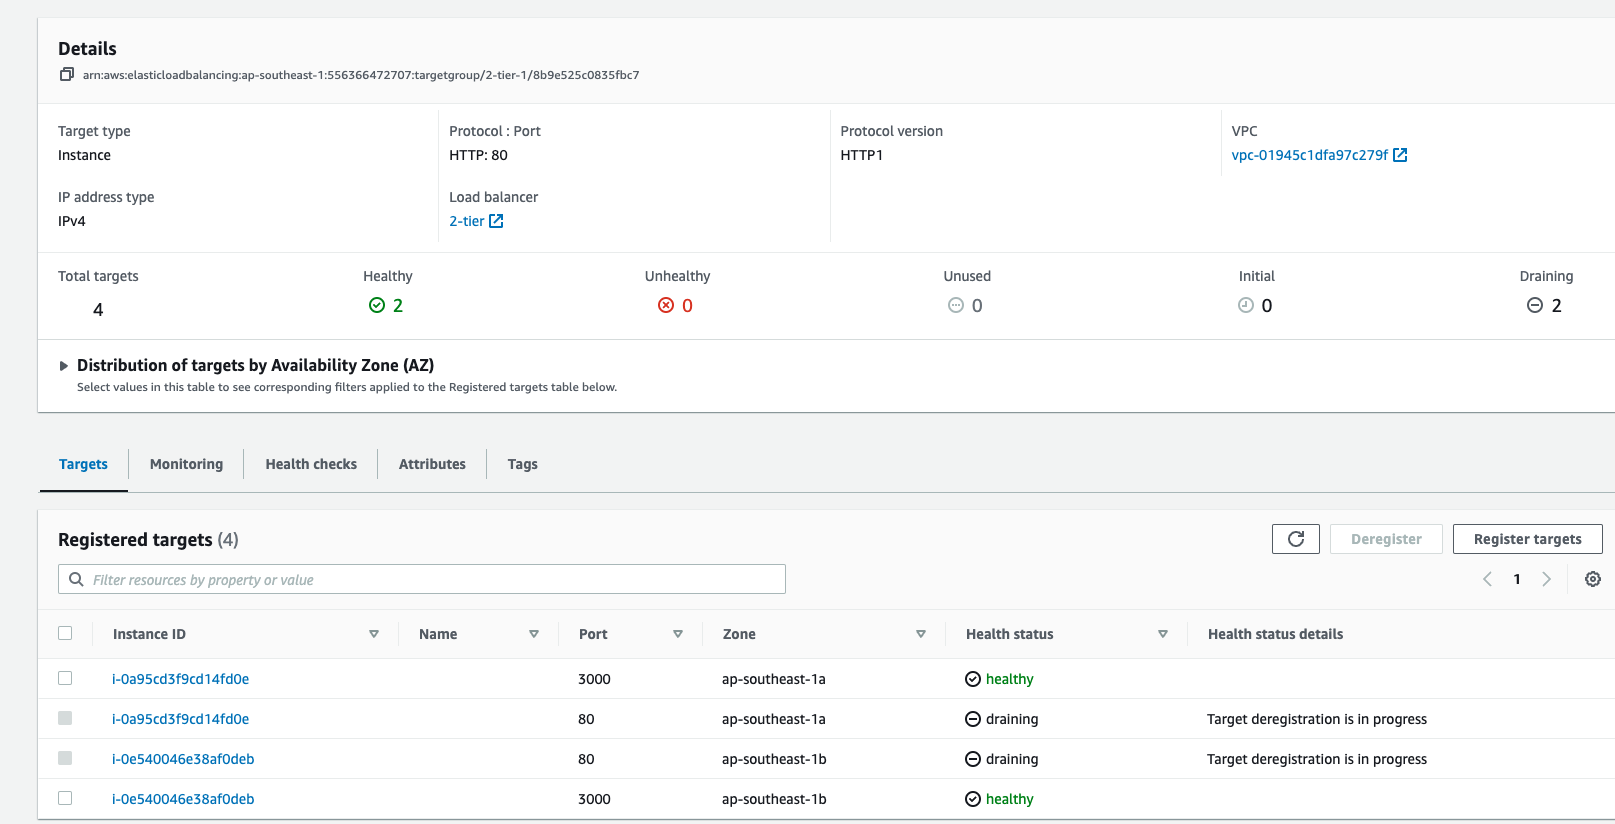 Details
arn:aws:elasticloadbalancing:ap-southeast-1:556366472707:targetgroup/2-tier-1/8b9e525c0835fbc7
Target type
Instance
Protocol : Port
HTTP: 80
Protocol version
HTTP1
VPC
vpc-01945c1dfa97c279f
IP address type
IPv4
Load balancer
2-tier
Total targets
4
Healthy
2
Unhealthy
0
Unused
0
Initial
0
Draining
2
Distribution of targets by Availability Zone (AZ)
Select values in this table to see corresponding filters applied to the Registered targets table below.
Targets Monitoring Health checks Attributes Tags
Registered targets (4)
Deregister Register targets
Filter resources by property or value
1
Instance ID Name Port Zone Health status Health status details
i-0a95cd3f9cd14fd0e 3000 ap-southeast-1a healthy
i-0a95cd3f9cd14fd0e 80 ap-southeast-1a draining Target deregistration is in progress
i-0e540046e38af0deb 80 ap-southeast-1b draining Target deregistration is in progress
i-0e540046e38af0deb 3000 ap-southeast-1b healthy